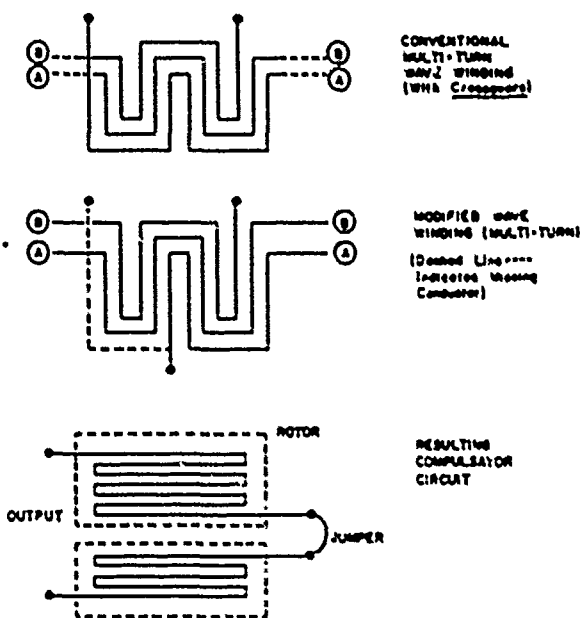 B
A
B
A
CONVENTIONAL
MULTI-TURN
WAVE WINDING
(With Crossovers)
B
A
B
A
MODIFIED WAVE
WINDING (MULTI-TURN)
(Dashed Line----
Indicates Missing
Conductor)
ROTOR
OUTPUT
JUMPER
RESULTING
COMPULSATOR
CIRCUIT